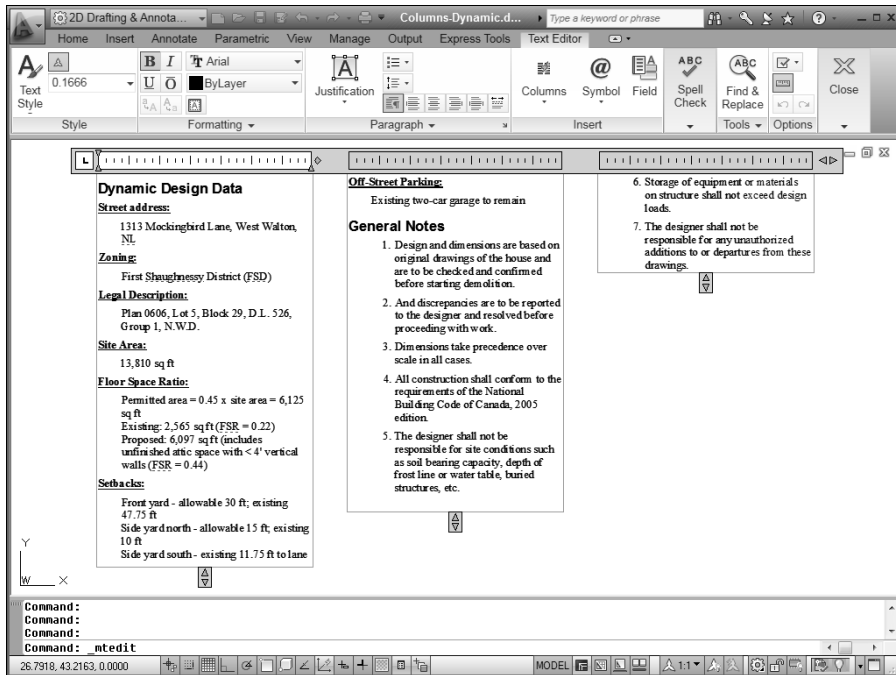 2D Drafting & Annota...
Columns-Dynamic.d...
Type a keyword or phrase
Home Insert Annotate Parametric View Manage Output Express Tools Text Editor
A
Text Style
0.1666
Style
B I Arial
U O ByLayer
Formatting
A
Justification
Paragraph
Columns
@
Symbol
Field
Insert
ABC
Spell Check
ABC
Find & Replace
Tools
Options
Close
L
Dynamic Design Data
Street address:
1313 Mockingbird Lane, West Walton,
NL
Zoning:
First Shaughnessy District (FSD)
Legal Description:
Plan 0606, Lot 5, Block 29, D.L. 526,
Group 1, N.W.D.
Site Area:
13,810 sq ft
Floor Space Ratio:
Permitted area = 0.45 x site area = 6,125
sq ft
Existing: 2,565 sq ft (FSR = 0.22)
Proposed: 6,097 sq ft (includes
unfinished attic space with < 4' vertical
walls (FSR = 0.44)
Setbacks:
Front yard - allowable 30 ft; existing
47.75 ft
Side yard north - allowable 15 ft; existing
10 ft
Side yard south - existing 11.75 ft to lane
Off-Street Parking:
Existing two-car garage to remain
General Notes
1. Design and dimensions are based on
original drawings of the house and
are to be checked and confirmed
before starting demolition.
2. And discrepancies are to be reported
to the designer and resolved before
proceeding with work.
3. Dimensions take precedence over
scale in all cases.
4. All construction shall conform to the
requirements of the National
Building Code of Canada, 2005
edition.
5. The designer shall not be
responsible for site conditions such
as soil bearing capacity, depth of
frost line or water table, buried
structures, etc.
6. Storage of equipment or materials
on structure shall not exceed design
loads.
7. The designer shall not be
responsible for any unauthorized
additions to or departures from these
drawings.
Y
W X
Command:
Command:
Command:
Command: _mtedit
26.7918, 43.2163, 0.0000
MODEL
1:1